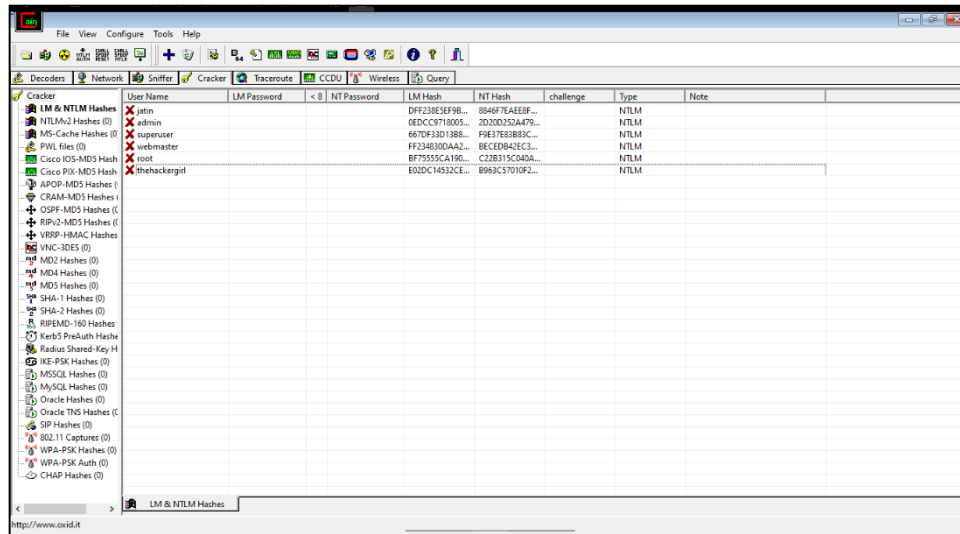 ain
File View Configure Tools Help
Decoders Network Sniffer Cracker Traceroute CCDU Wireless Query
Cracker
LM & NTLM Hashes
NTLMv2 Hashes (0)
MS-Cache Hashes (0
PWL files (0)
Cisco IOS-MD5 Hash
Cisco PIX-MD5 Hash
APOP-MD5 Hashes (
CRAM-MD5 Hashes (
OSPF-MD5 Hashes (0
RIPv2-MD5 Hashes (0
VRRP-HMAC Hashes
VNC-3DES (0)
MD2 Hashes (0)
MD4 Hashes (0)
MD5 Hashes (0)
SHA-1 Hashes (0)
SHA-2 Hashes (0)
RIPEMD-160 Hashes
Kerb5 PreAuth Hashe
Radius Shared-Key H
IKE-PSK Hashes (0)
MSSQL Hashes (0)
MySQL Hashes (0)
Oracle Hashes (0)
Oracle TNS Hashes (0
SIP Hashes (0)
802.11 Captures (0)
WPA-PSK Hashes (0)
WPA-PSK Auth (0)
CHAP Hashes (0)
User Name LM Password < 8 NT Password LM Hash NT Hash challenge Type Note
jatin DFF238E5EF9B... 8846F7EAEE8F... NTLM
admin 0EDCC9718005... 2D20D252A479... NTLM
superuser 667DF33D13B8... F9E37E83B83C... NTLM
webmaster FF234830DAA2... BECEDB42EC3... NTLM
root BF75555CA190... C22B315C040A... NTLM
thehackergirl E02DC14532CE... B963C57010F2... NTLM
LM & NTLM Hashes
http://www.oxid.it